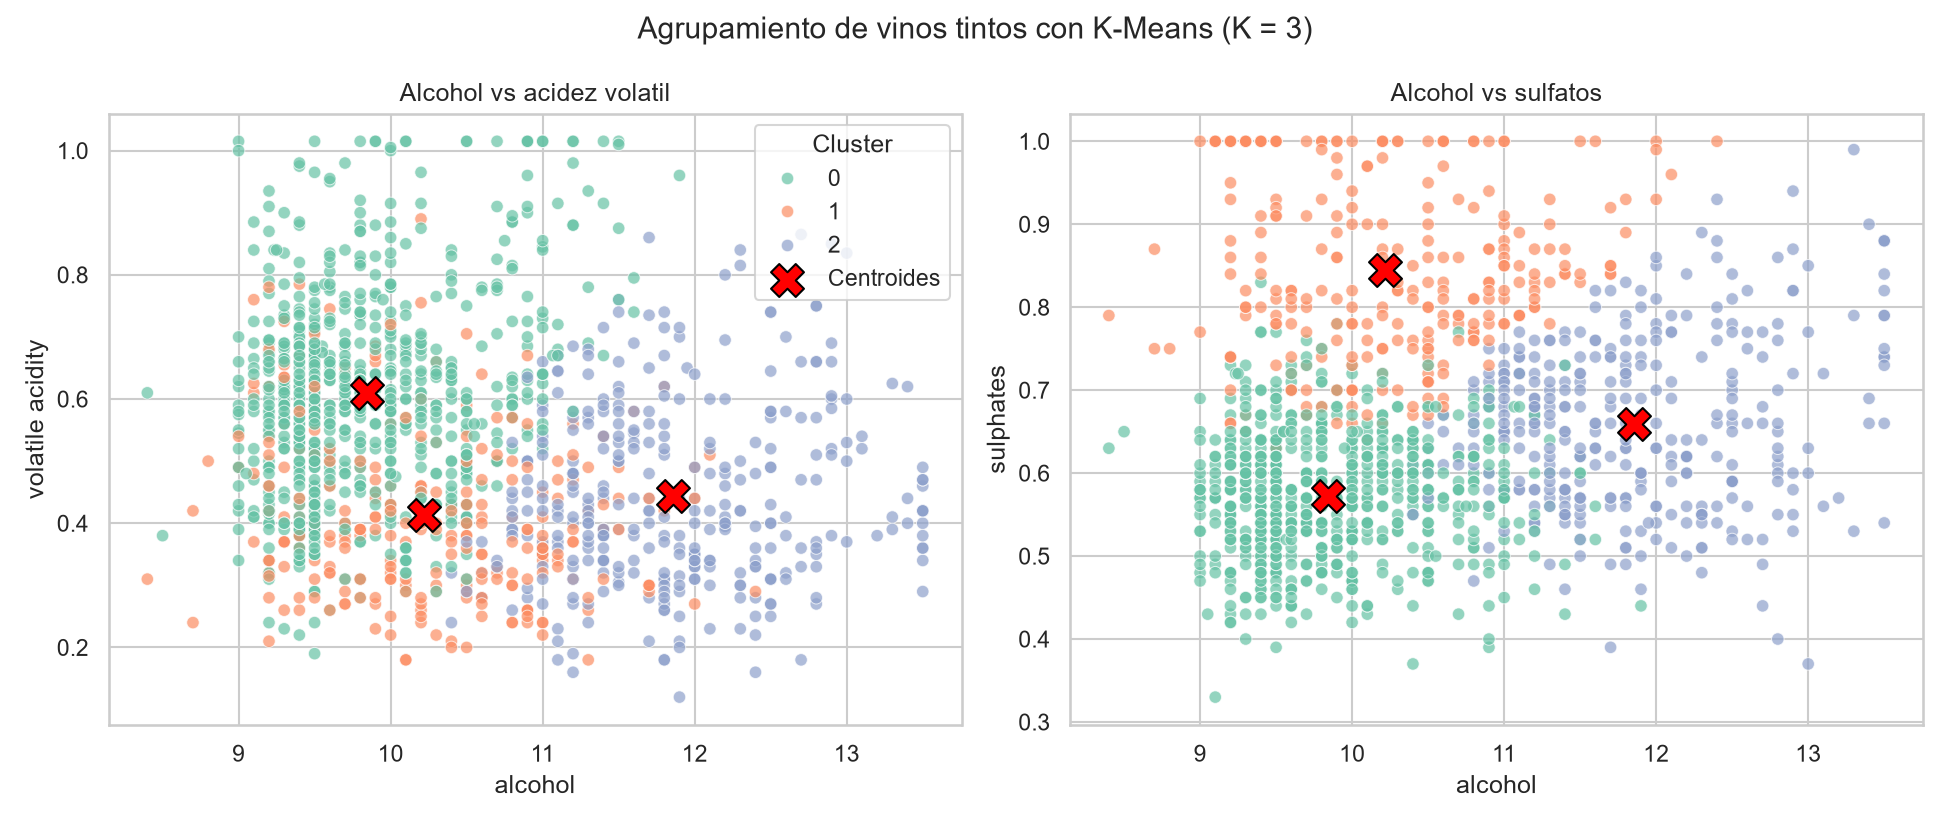 Agrupamiento de vinos tintos con K-Means (K = 3)
Alcohol vs acidez volatil
volatile acidity
1.0
0.8
0.6
0.4
0.2
9 10 11 12 13
alcohol
Cluster
0
1
2
Centroides
Alcohol vs sulfatos
sulphates
1.0
0.9
0.8
0.7
0.6
0.5
0.4
0.3
9 10 11 12 13
alcohol